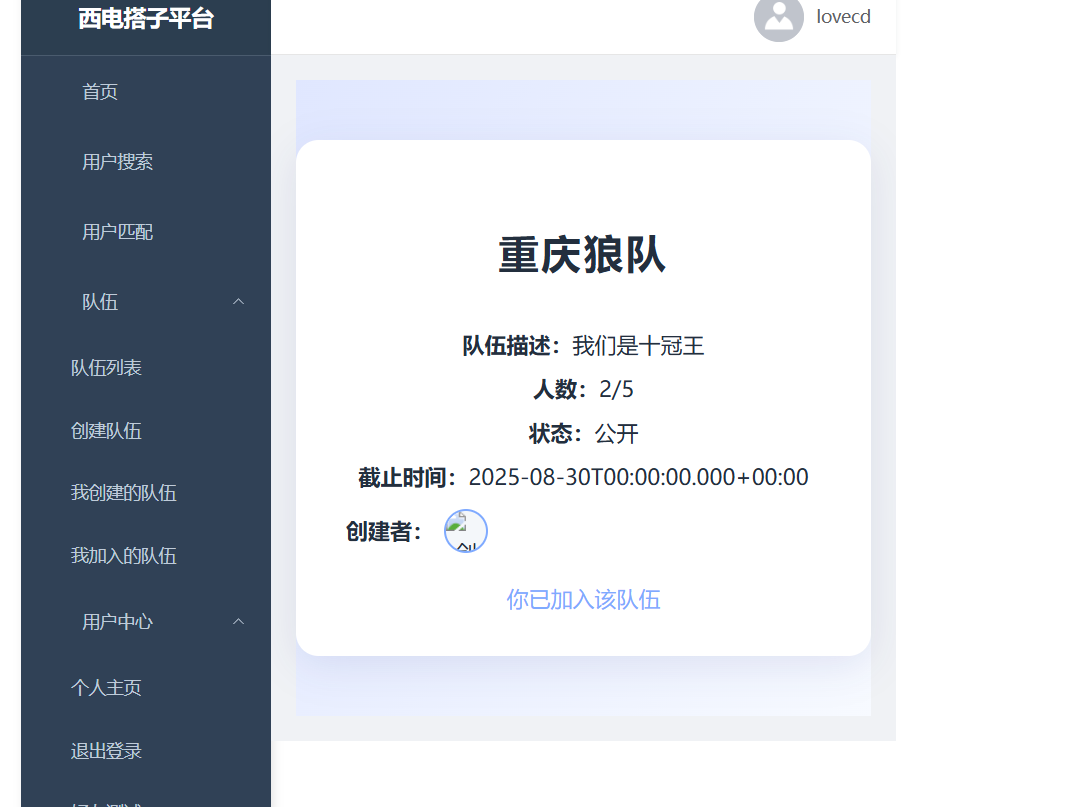 西电搭子平台
lovecd
首页
用户搜索
用户匹配
队伍
队伍列表
创建队伍
我创建的队伍
我加入的队伍
用户中心
个人主页
退出登录
重庆狼队
队伍描述：我们是十冠王
人数：2/5
状态：公开
截止时间：2025-08-30T00:00:00.000+00:00
创建者：
你已加入该队伍